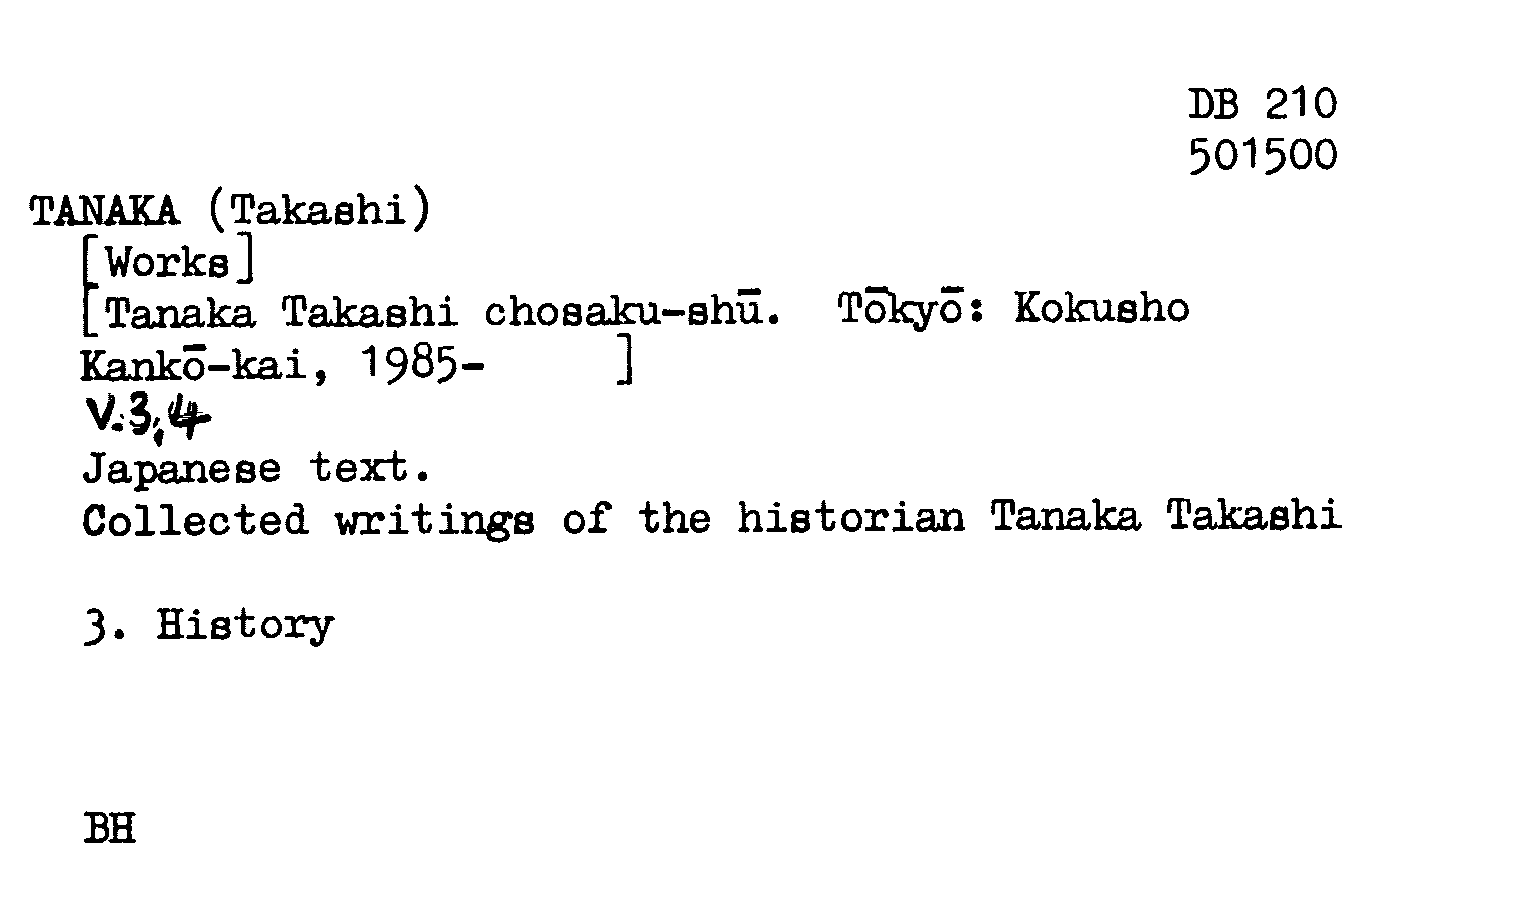 DB 210
501500
TANAKA (Takashi)
[Works]
[Tanaka Takashi chosaku-shū. Tōkyō: Kokusho
Kankō-kai, 1985- ]
V.3,4
Japanese text.
Collected writings of the historian Tanaka Takashi
3. History
BH